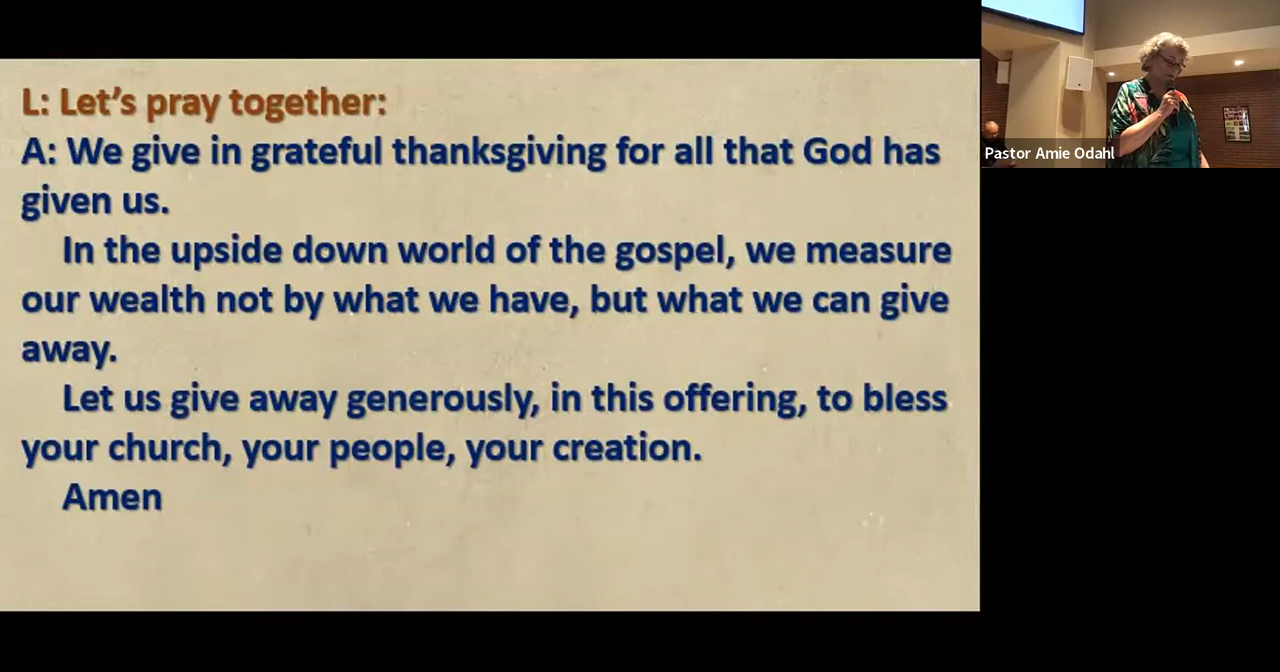 L: Let's pray together:
A: We give in grateful thanksgiving for all that God has
given us.
In the upside down world of the gospel, we measure
our wealth not by what we have, but what we can give
away.
Let us give away generously, in this offering, to bless
your church, your people, your creation.
Amen
Pastor Amie Odahl